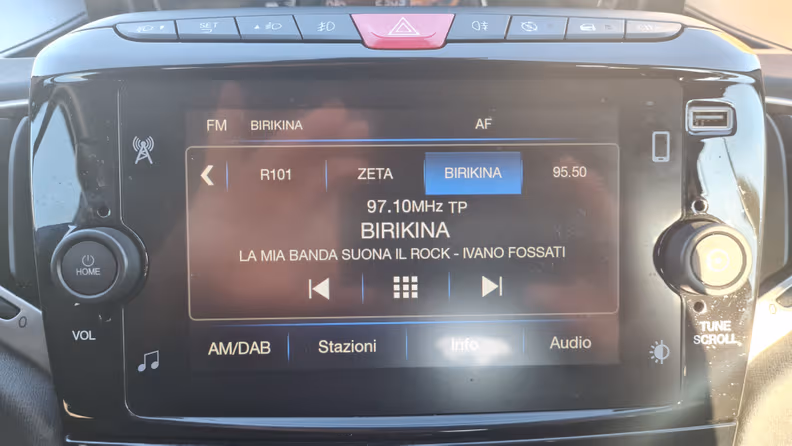 SET
FM BIRIKINA AF
R101 ZETA BIRIKINA 95.50
97.10MHz TP
BIRIKINA
LA MIA BANDA SUONA IL ROCK - IVANO FOSSATI
HOME
VOL
TUNE
SCROLL
AM/DAB Stazioni Info Audio
0